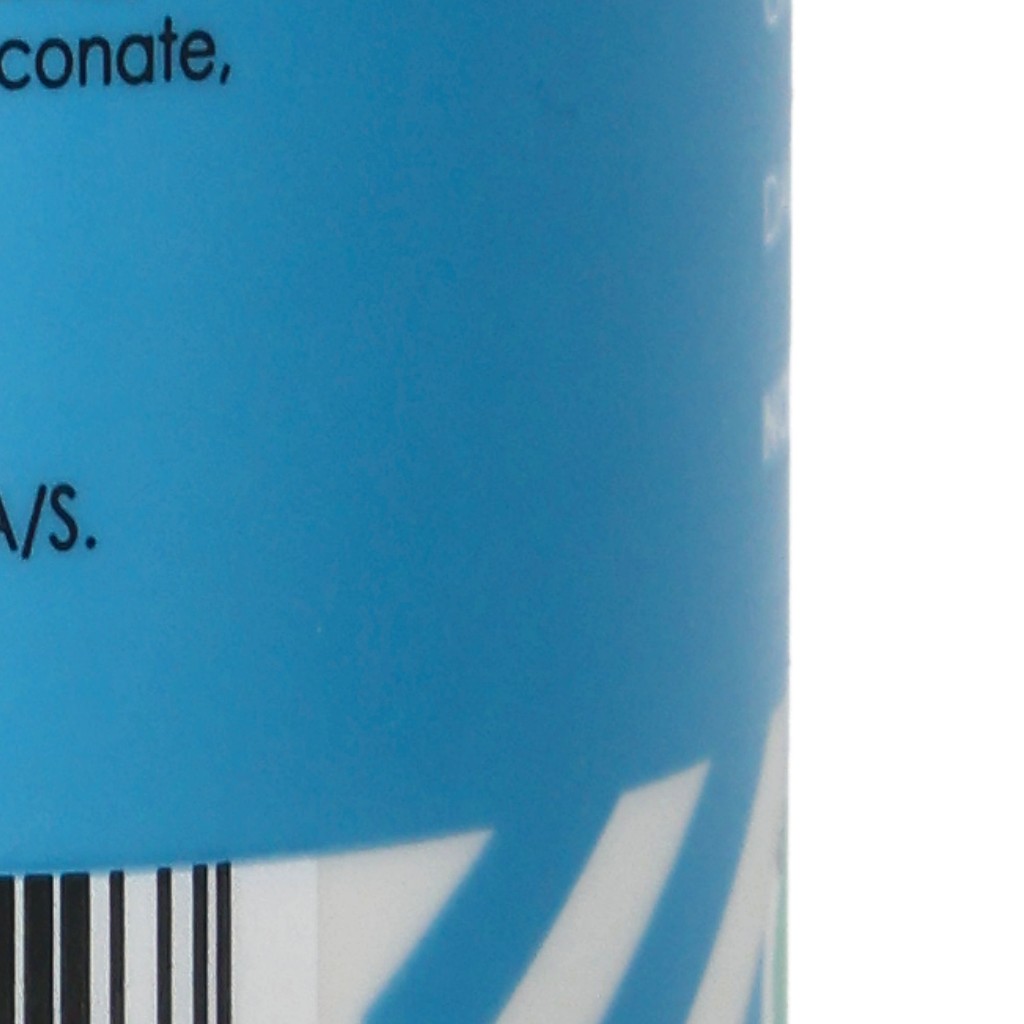 conate,
A/S.